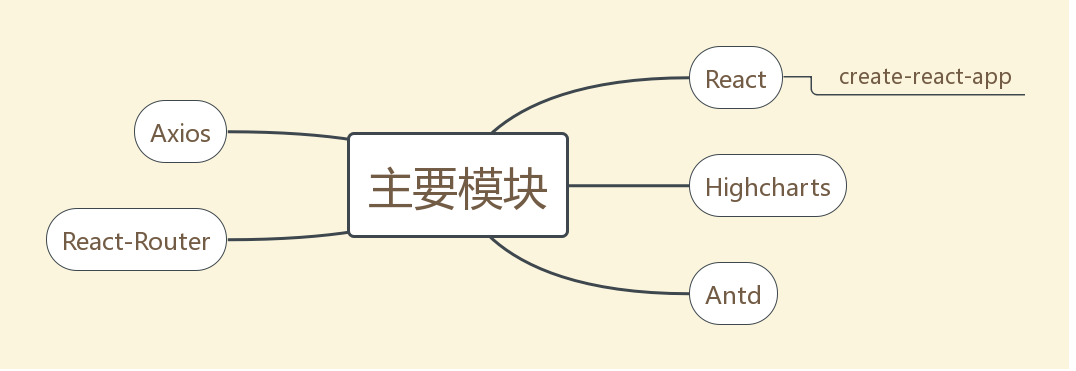 React
create-react-app
Axios
主要模块
Highcharts
React-Router
Antd